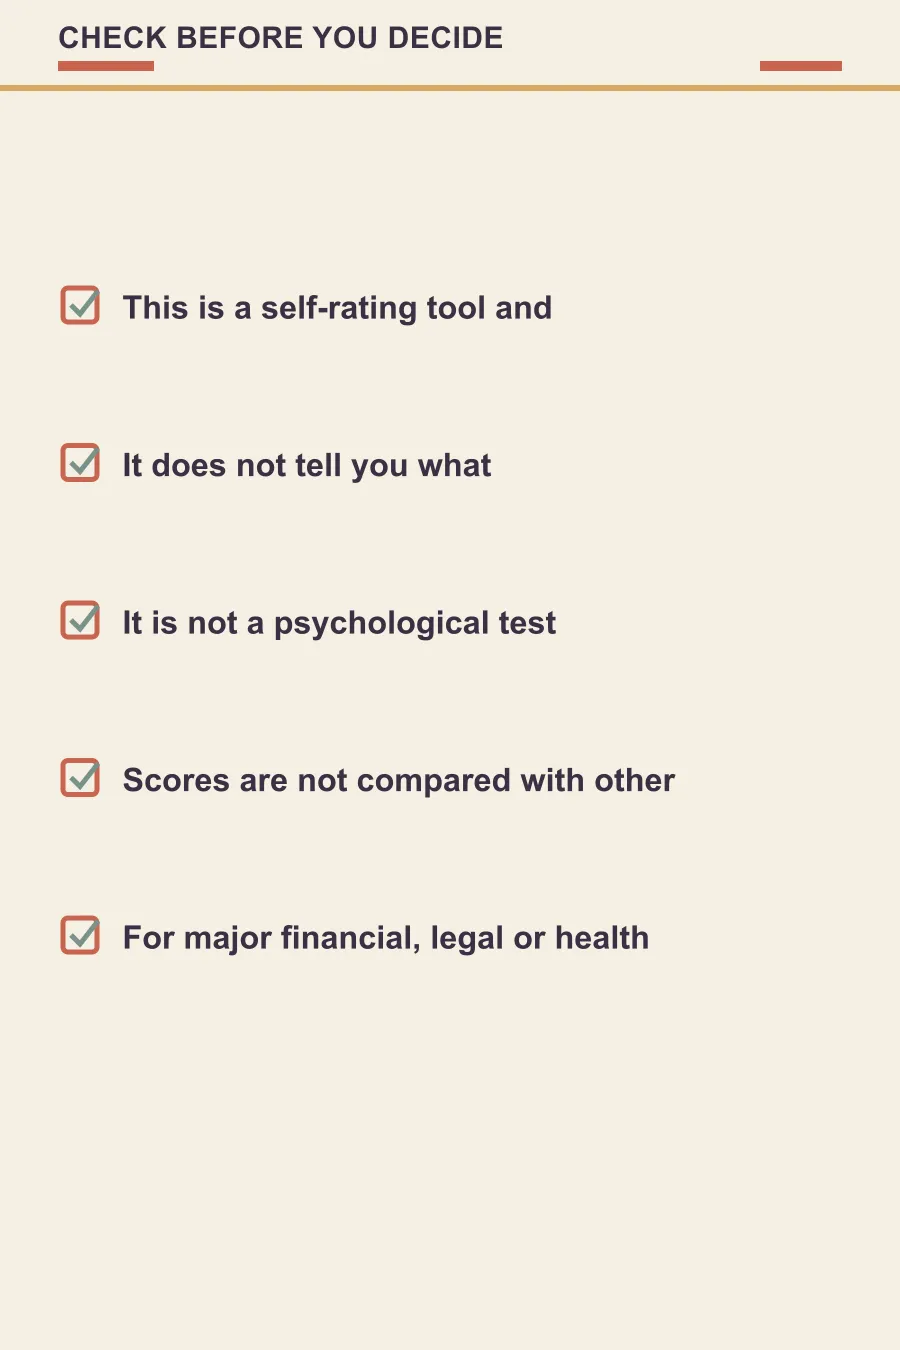 CHECK BEFORE YOU DECIDE
This is a self-rating tool and
It does not tell you what
It is not a psychological test
Scores are not compared with other
For major financial, legal or health